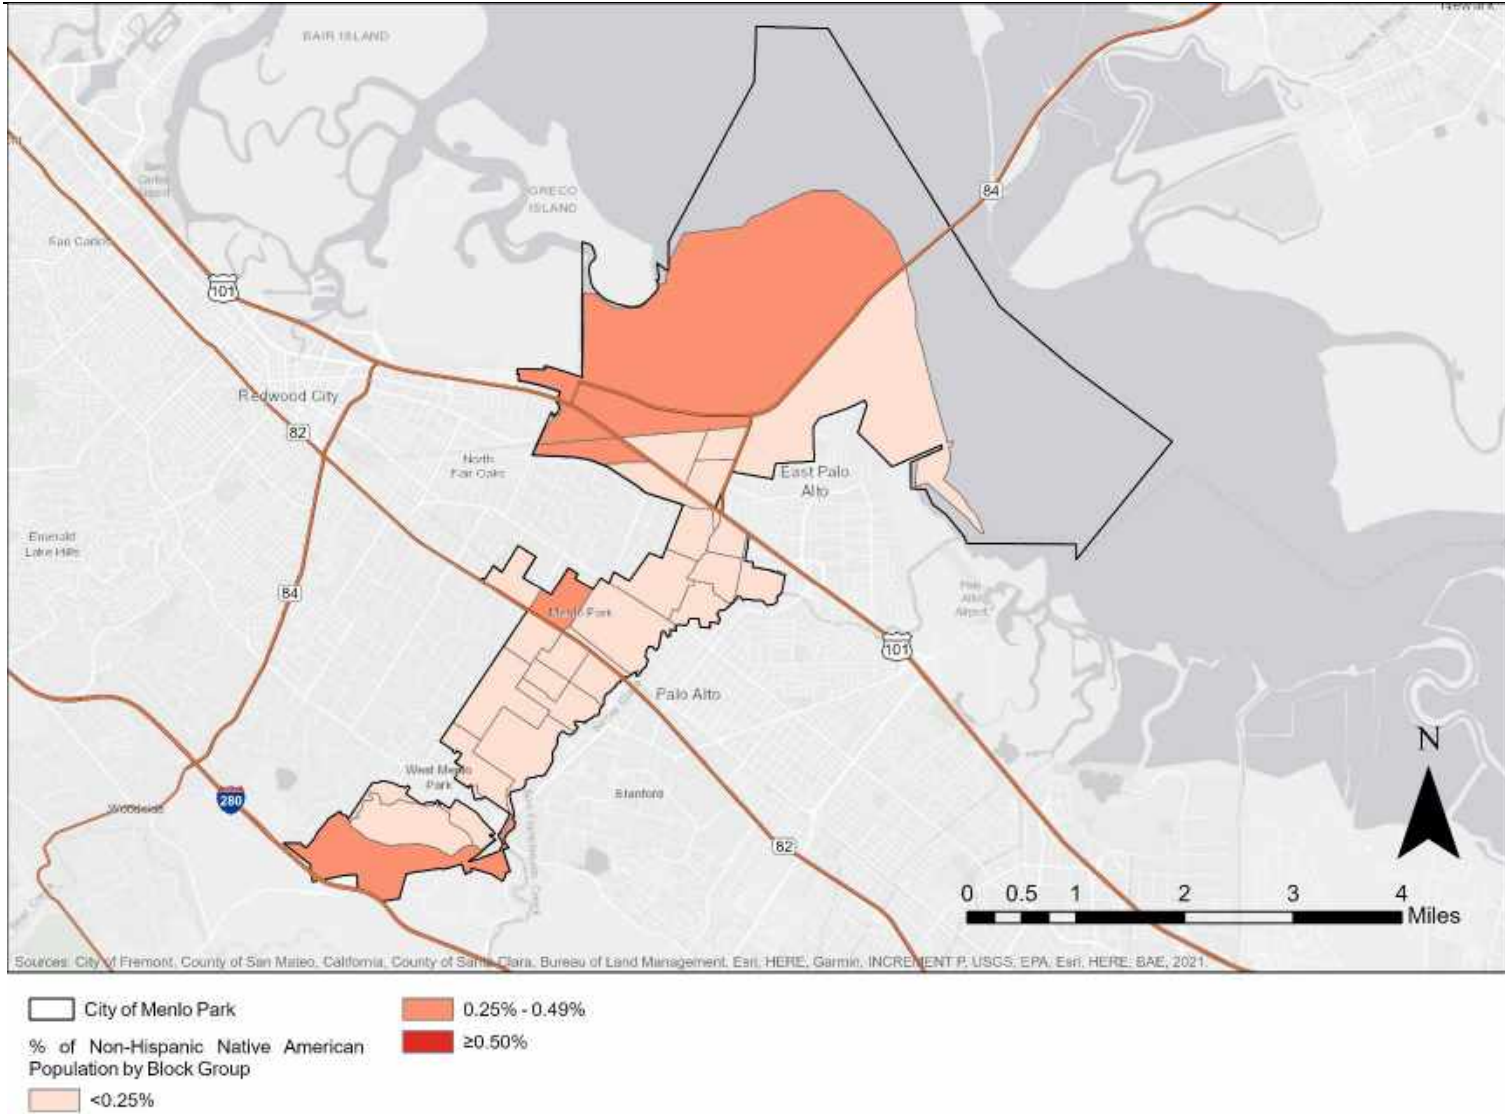 Newark
BAIR ISLAND
84
GRECO
ISLAND
San Carlos
101
Redwood City
82
North
Fair Oaks
East Palo
Alto
Emerald
Lake Hills
84
Palo
Alto
Airport
Menlo Park
101
Palo Alto
West Menlo
Park
Stanford
280
Woodside
82
N
0 0.5 1 2 3 4
Miles
Sources: City of Fremont, County of San Mateo, California, County of Santa Clara, Bureau of Land Management, Esri, HERE, Garmin, INCREMENT P, USGS, EPA, Esri, HERE; BAE, 2021.
City of Menlo Park
% of Non-Hispanic Native American
Population by Block Group
<0.25%
0.25% - 0.49%
≥0.50%